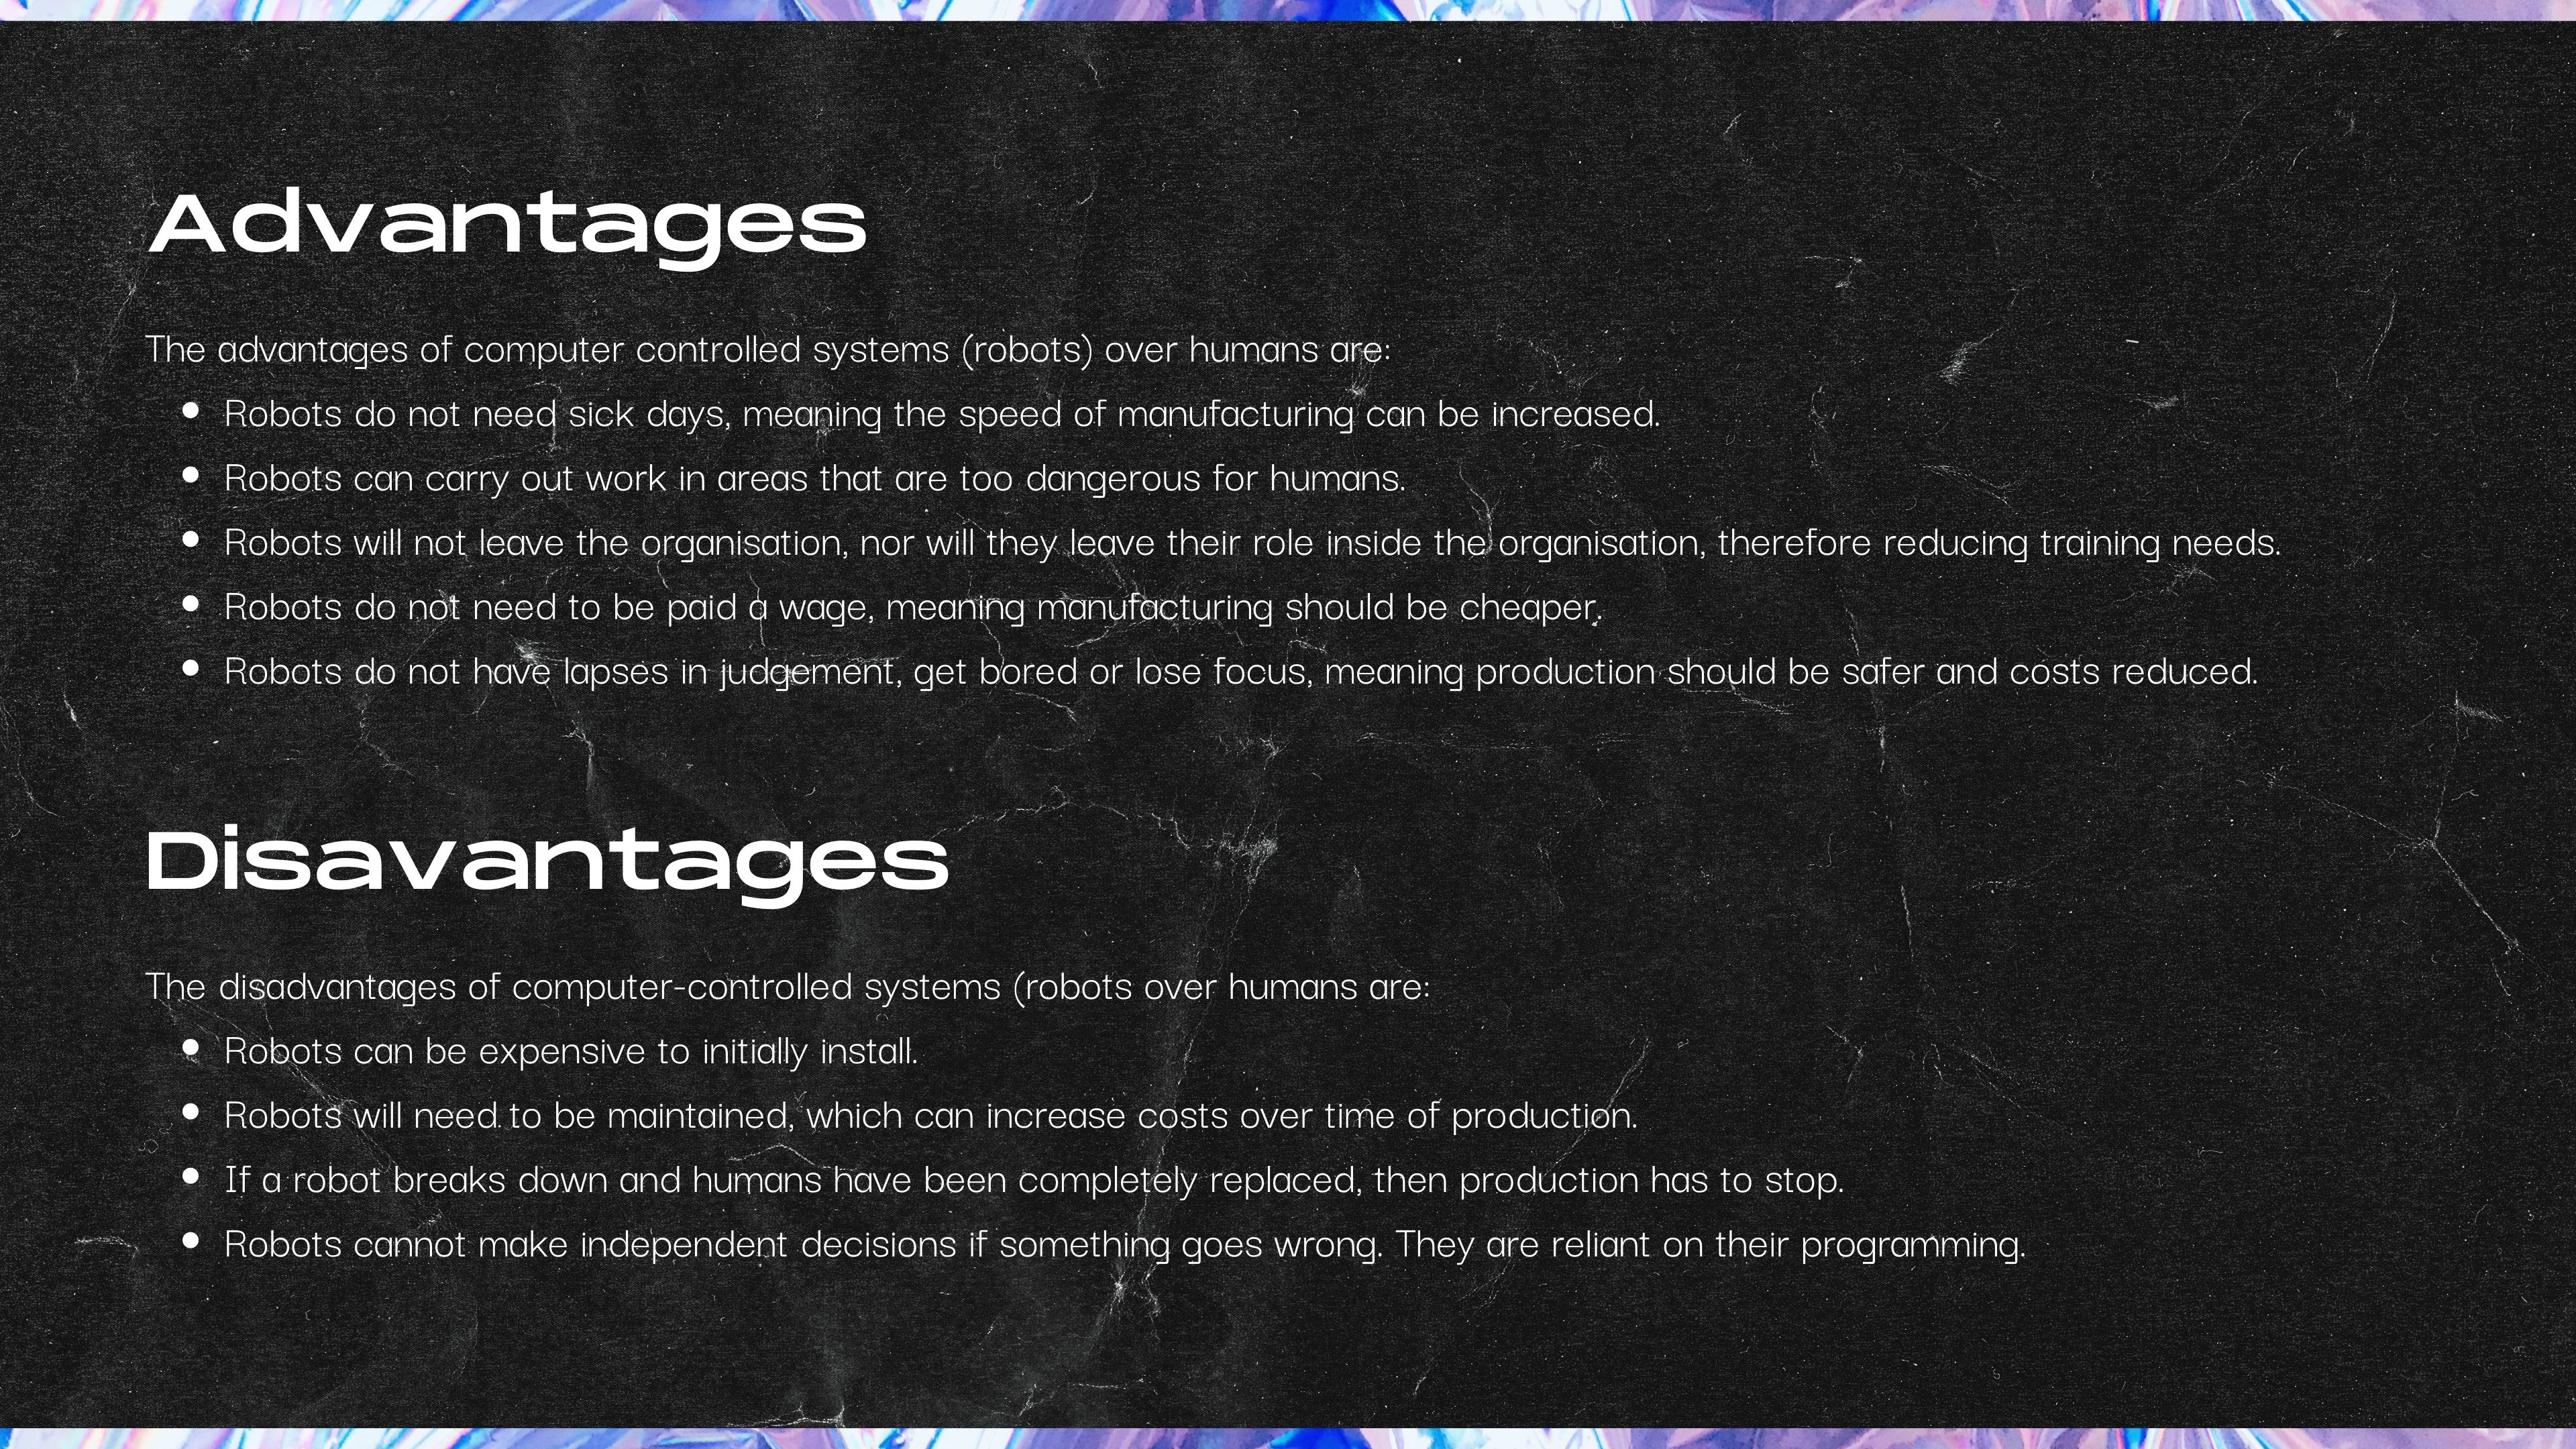 Advantages
The advantages of computer controlled systems (robots) over humans are:
• Robots do not need sick days, meaning the speed of manufacturing can be increased.
• Robots can carry out work in areas that are too dangerous for humans.
• Robots will not leave the organisation, nor will they leave their role inside the organisation, therefore reducing training needs.
• Robots do not need to be paid a wage, meaning manufacturing should be cheaper.
• Robots do not have lapses in judgement, get bored or lose focus, meaning production should be safer and costs reduced.
Disavantages
The disadvantages of computer-controlled systems (robots over humans are:
• Robots can be expensive to initially install.
• Robots will need to be maintained, which can increase costs over time of production.
• If a robot breaks down and humans have been completely replaced, then production has to stop.
• Robots cannot make independent decisions if something goes wrong. They are reliant on their programming.